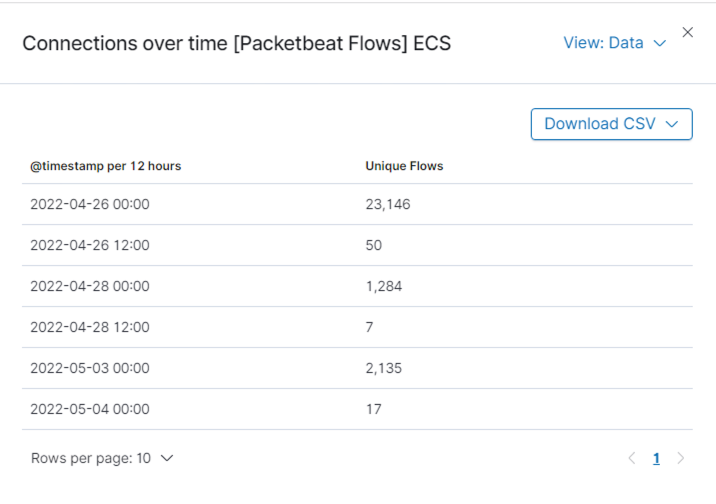 Connections over time [Packetbeat Flows] ECS
View: Data
Download CSV
@timestamp per 12 hours Unique Flows
2022-04-26 00:00 23,146
2022-04-26 12:00 50
2022-04-28 00:00 1,284
2022-04-28 12:00 7
2022-05-03 00:00 2,135
2022-05-04 00:00 17
Rows per page: 10 1